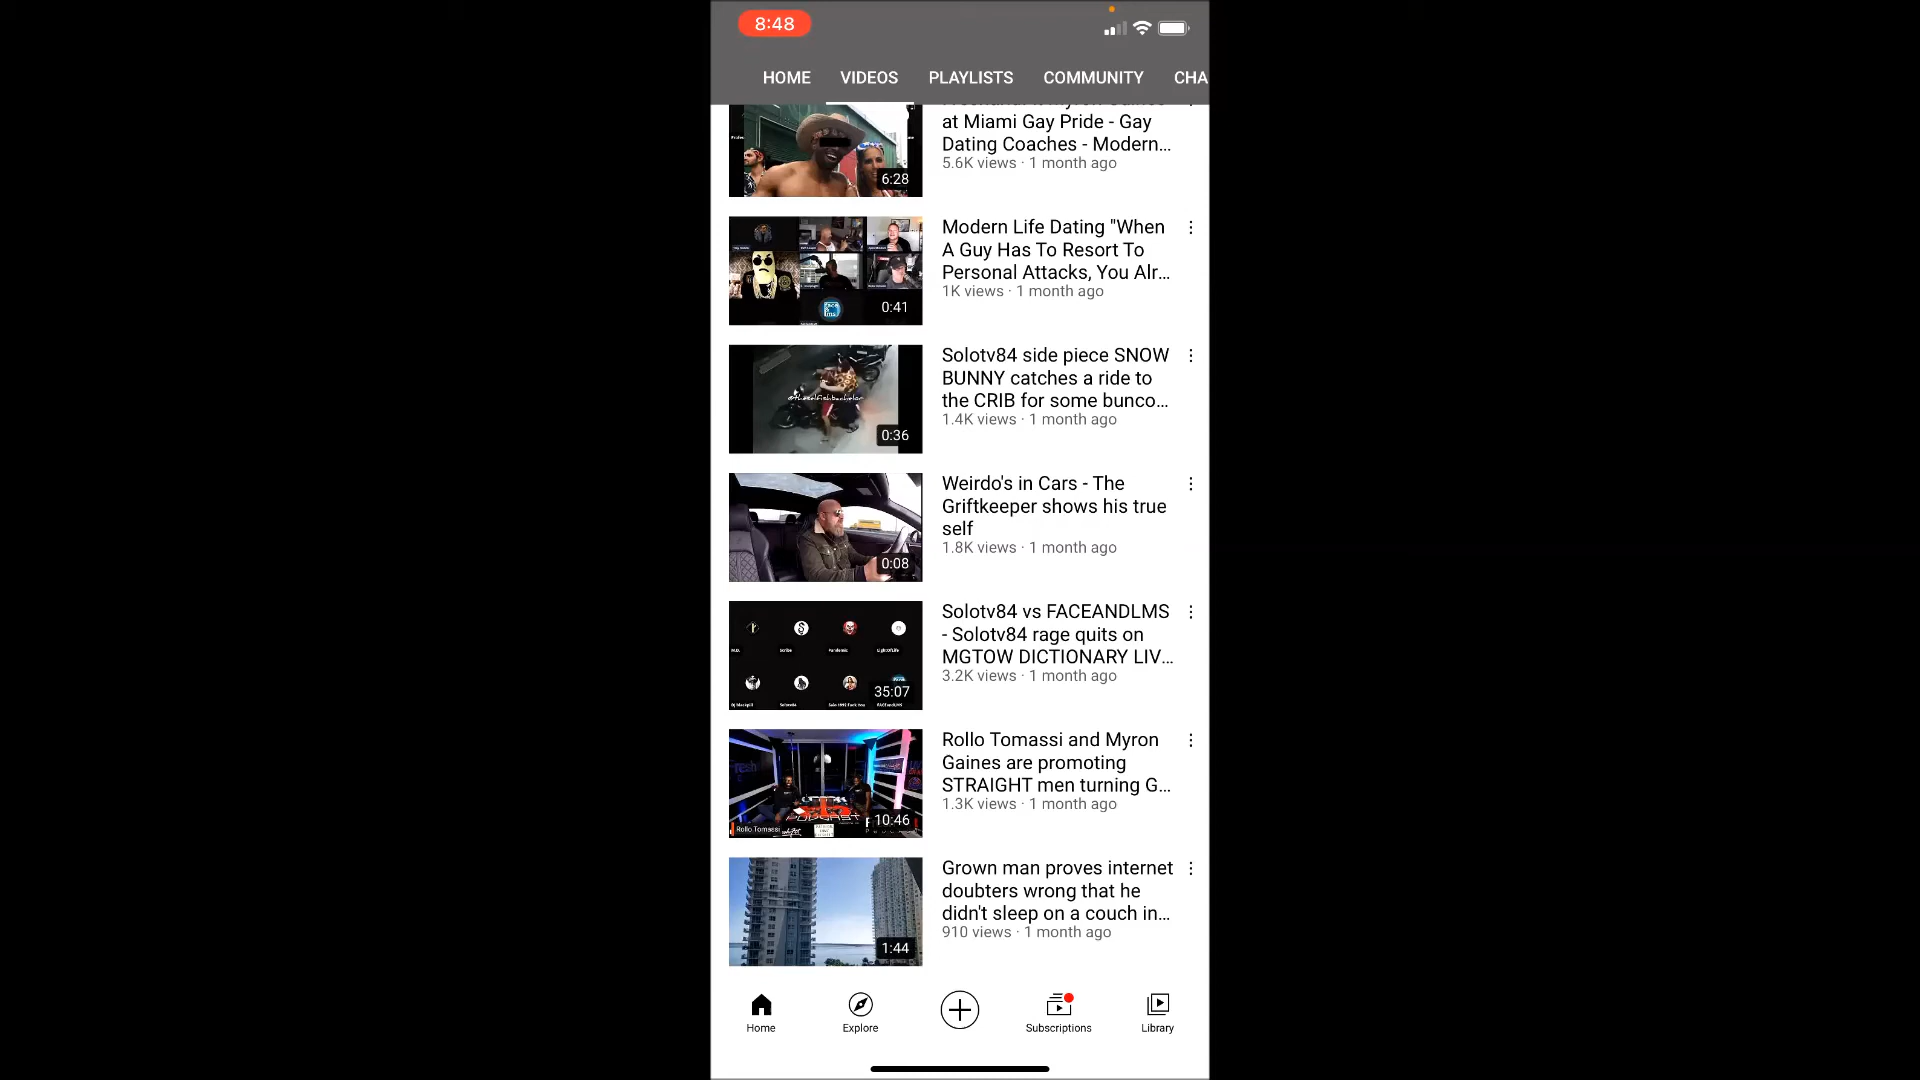 8:48
HOME VIDEOS PLAYLISTS COMMUNITY CHA
at Miami Gay Pride - Gay
Dating Coaches - Modern...
5.6K views · 1 month ago
6:28
Modern Life Dating "When
A Guy Has To Resort To
Personal Attacks, You Alr...
1K views · 1 month ago
0:41
Solotv84 side piece SNOW
BUNNY catches a ride to
the CRIB for some bunco...
1.4K views · 1 month ago
@theselfishbachelor
0:36
Weirdo's in Cars - The
Griftkeeper shows his true
self
1.8K views · 1 month ago
0:08
Solotv84 vs FACEANDLMS
- Solotv84 rage quits on
MGTOW DICTIONARY LIV...
3.2K views · 1 month ago
M.D. Scribe Pandemic LightOfLife
35:07
Rollo Tomassi and Myron
Gaines are promoting
STRAIGHT men turning G...
1.3K views · 1 month ago
PODCAST
10:46
Rollo Tomassi
Grown man proves internet
doubters wrong that he
didn't sleep on a couch in...
910 views · 1 month ago
1:44
Home Explore Subscriptions Library